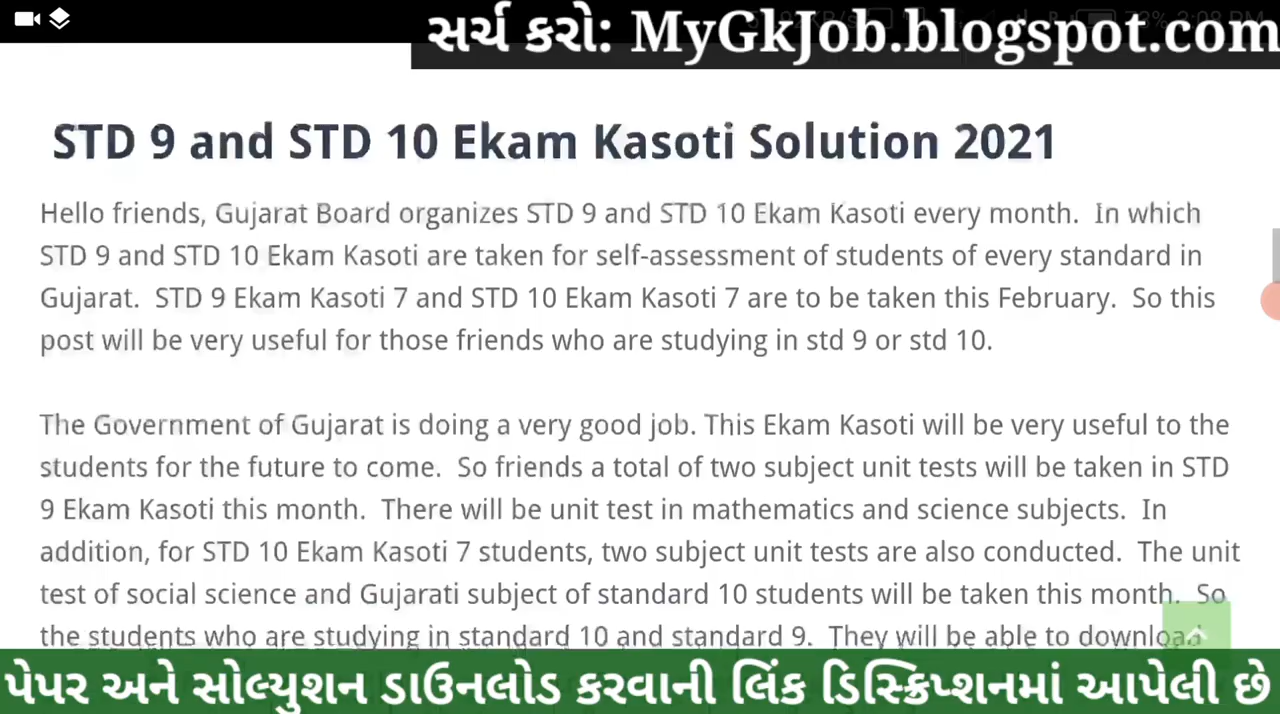 સર્ચ કરો: MyGkJob.blogspot.com
STD 9 and STD 10 Ekam Kasoti Solution 2021
Hello friends, Gujarat Board organizes STD 9 and STD 10 Ekam Kasoti every month. In which
STD 9 and STD 10 Ekam Kasoti are taken for self-assessment of students of every standard in
Gujarat. STD 9 Ekam Kasoti 7 and STD 10 Ekam Kasoti 7 are to be taken this February. So this
post will be very useful for those friends who are studying in std 9 or std 10.
The Government of Gujarat is doing a very good job. This Ekam Kasoti will be very useful to the
students for the future to come. So friends a total of two subject unit tests will be taken in STD
9 Ekam Kasoti this month. There will be unit test in mathematics and science subjects. In
addition, for STD 10 Ekam Kasoti 7 students, two subject unit tests are also conducted. The unit
test of social science and Gujarati subject of standard 10 students will be taken this month. So
the students who are studying in standard 10 and standard 9. They will be able to download
પેપર અને સોલ્યુશન ડાઉનલોડ કરવાની લિંક ડિસ્ક્રિપ્શનમાં આપેલી છે